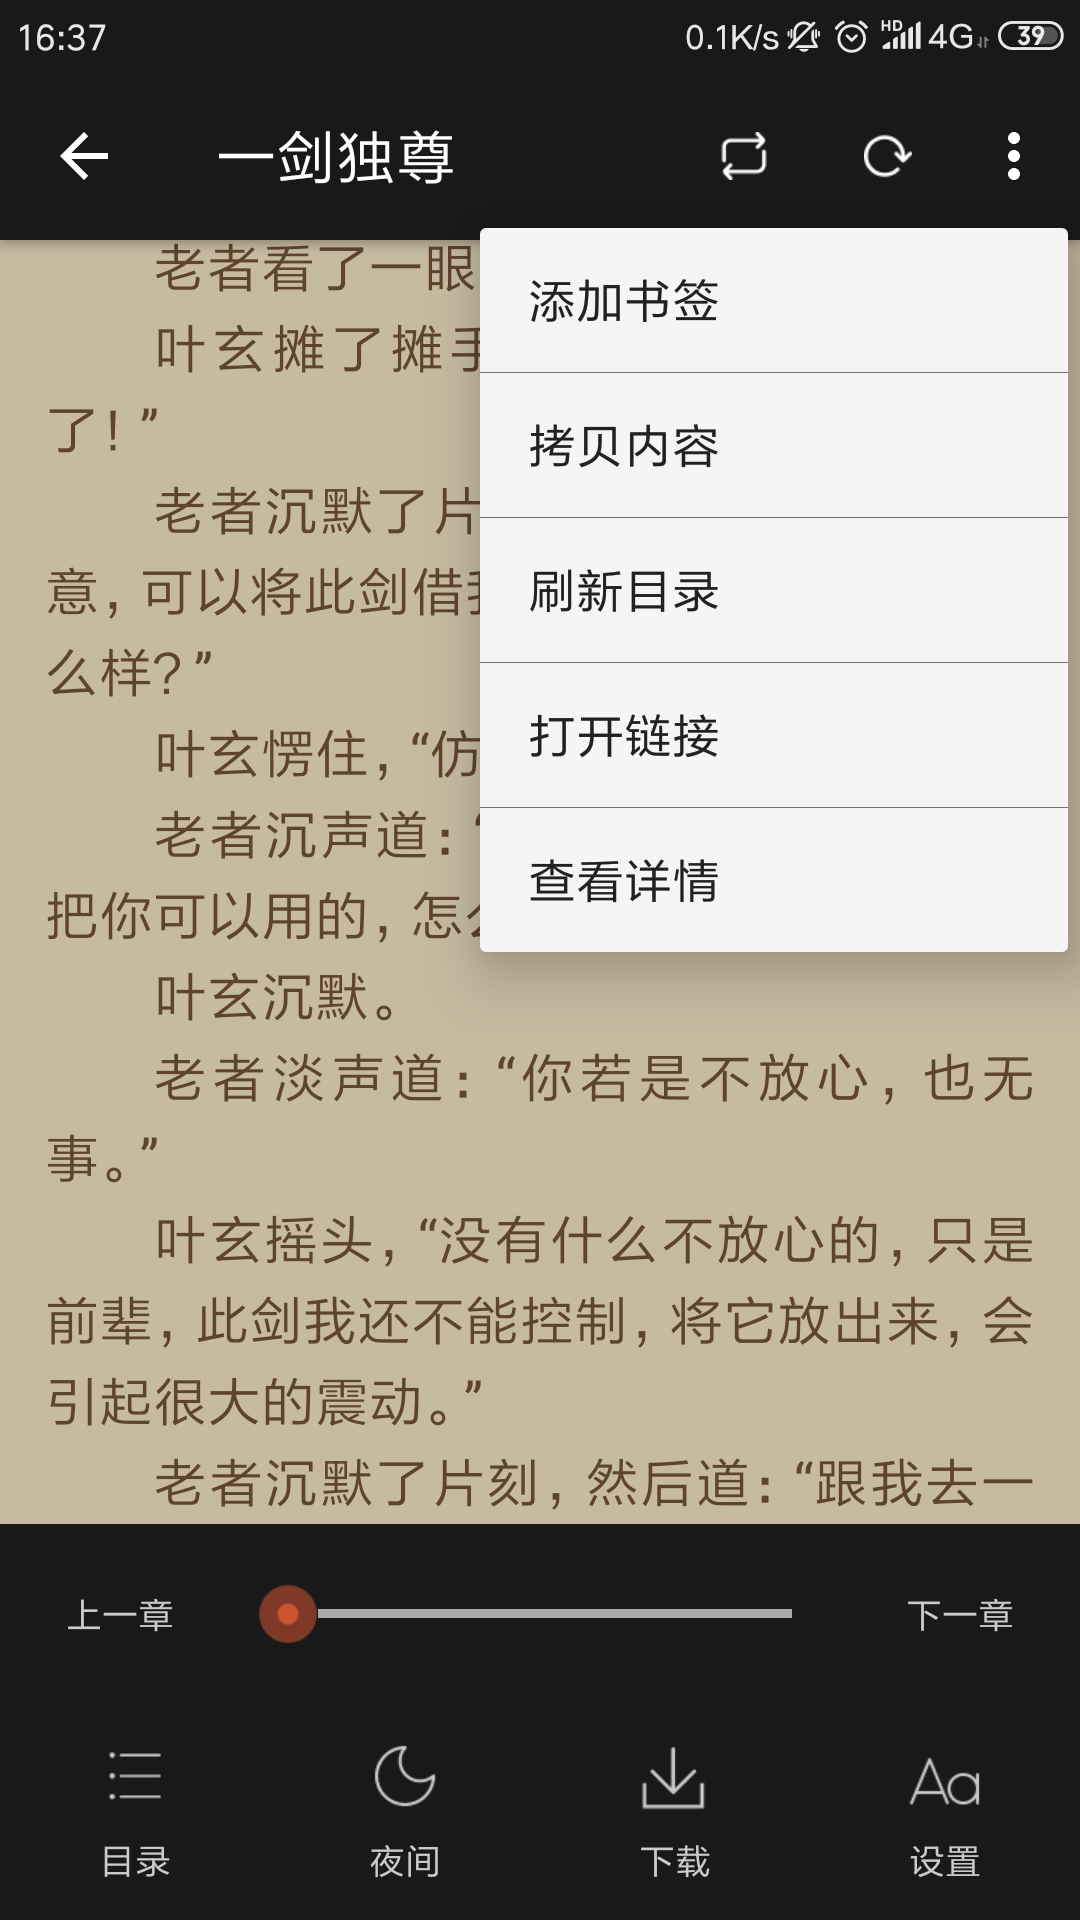 16:37 0.1K/s HD 4G 39
一剑独尊
添加书签
拷贝内容
刷新目录
打开链接
查看详情
老者看了一眼
叶玄摊了摊手
了！”
老者沉默了片
意，可以将此剑借我
么样？”
叶玄愣住，“仿
老者沉声道：“
把你可以用的，怎么
叶玄沉默。
老者淡声道：“你若是不放心，也无
事。”
叶玄摇头，“没有什么不放心的，只是
前辈，此剑我还不能控制，将它放出来，会
引起很大的震动。”
老者沉默了片刻，然后道：“跟我去一
上一章 下一章
目录 夜间 下载 设置
Aa